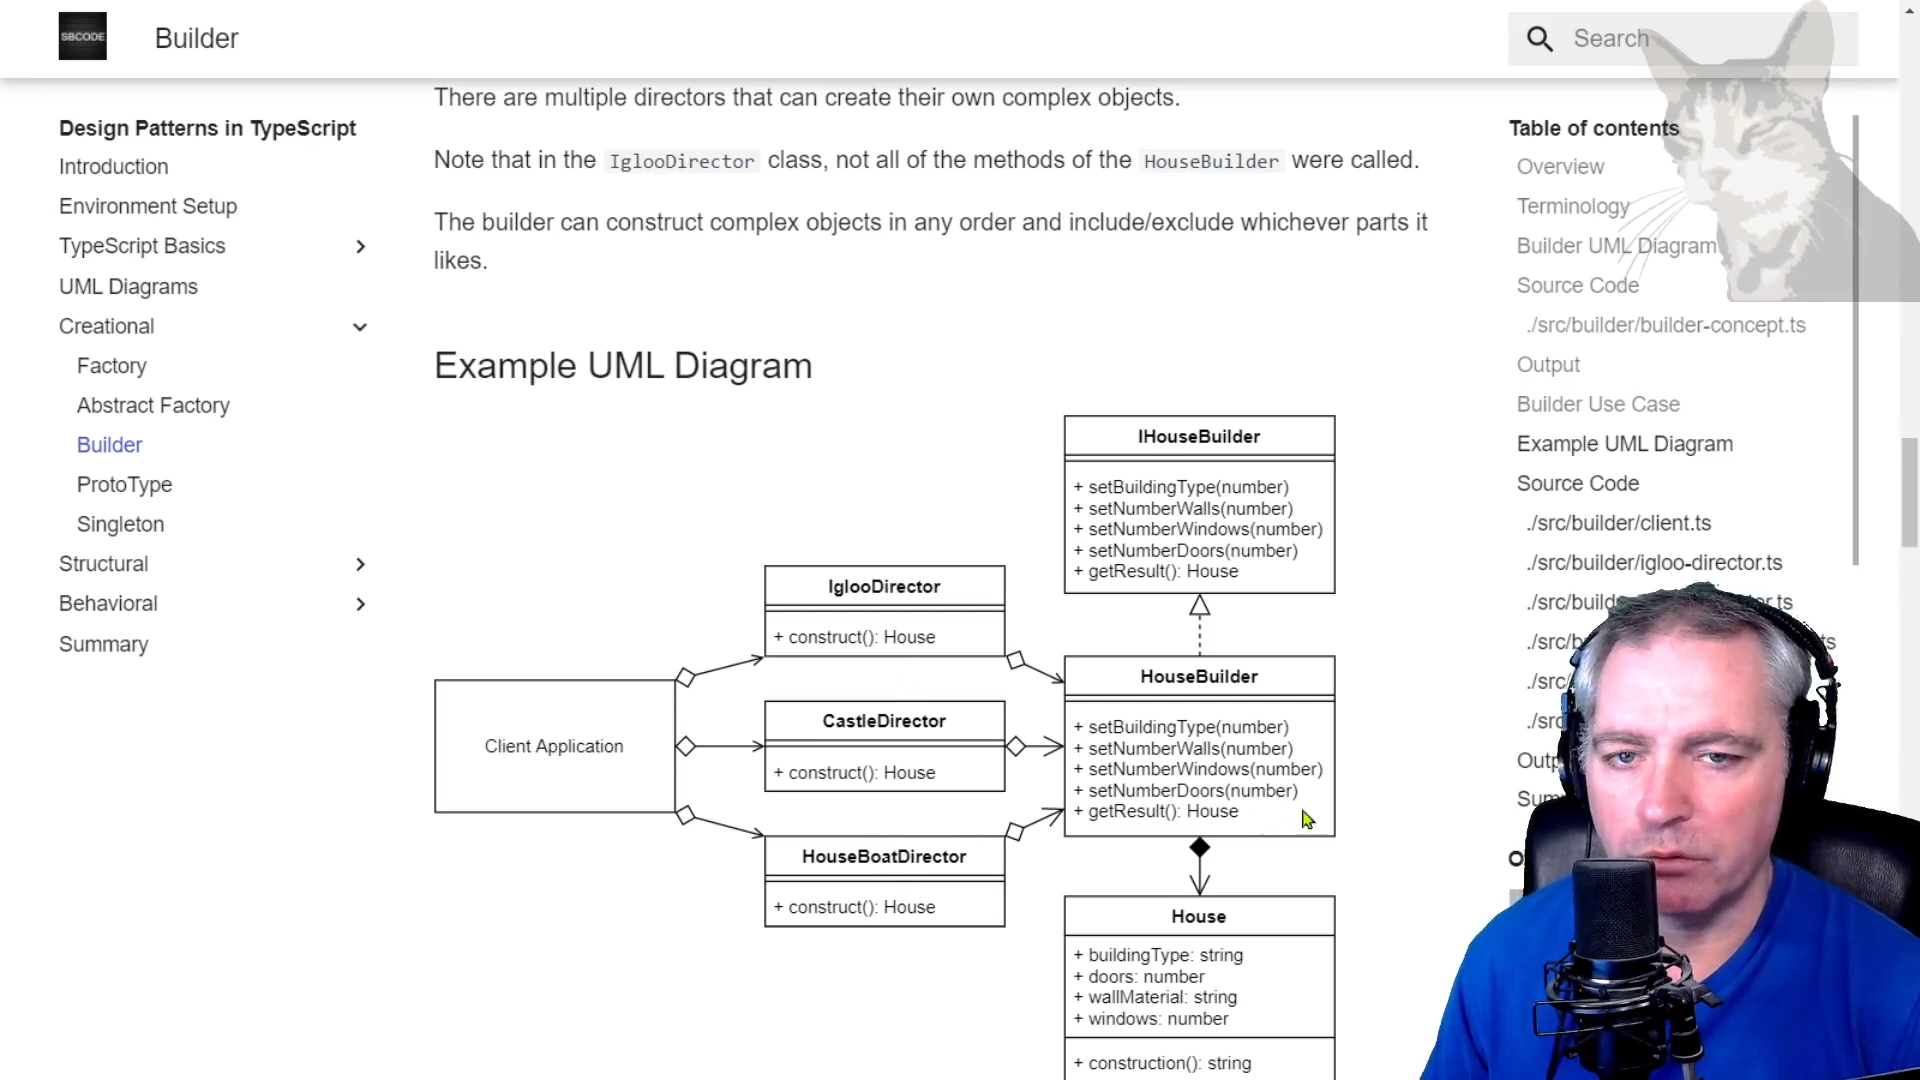 SBCODE
Builder
Search
Design Patterns in TypeScript
Introduction
Environment Setup
TypeScript Basics
UML Diagrams
Creational
Factory
Abstract Factory
Builder
ProtoType
Singleton
Structural
Behavioral
Summary
There are multiple directors that can create their own complex objects.
Note that in the IglooDirector class, not all of the methods of the HouseBuilder were called.
The builder can construct complex objects in any order and include/exclude whichever parts it
likes.
Example UML Diagram
IHouseBuilder
+ setBuildingType(number)
+ setNumberWalls(number)
+ setNumberWindows(number)
+ setNumberDoors(number)
+ getResult(): House
IglooDirector
+ construct(): House
Client Application
CastleDirector
+ construct(): House
HouseBoatDirector
+ construct(): House
HouseBuilder
+ setBuildingType(number)
+ setNumberWalls(number)
+ setNumberWindows(number)
+ setNumberDoors(number)
+ getResult(): House
House
+ buildingType: string
+ doors: number
+ wallMaterial: string
+ windows: number
+ construction(): string
Table of contents
Overview
Terminology
Builder UML Diagram
Source Code
./src/builder/builder-concept.ts
Output
Builder Use Case
Example UML Diagram
Source Code
./src/builder/client.ts
./src/builder/igloo-director.ts